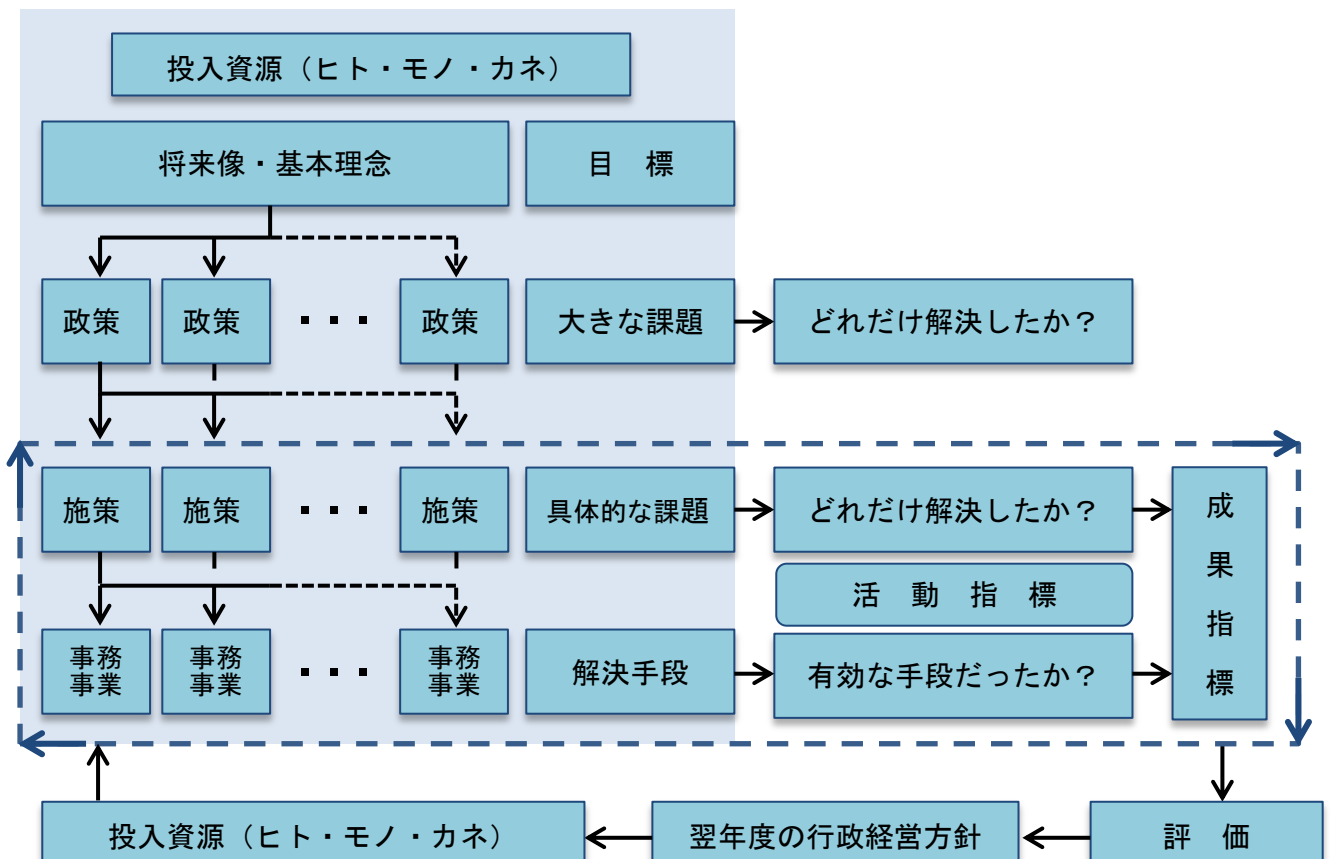 投入資源（ヒト・モノ・カネ）
将来像・基本理念
目　標
政策
政策
・・・
政策
大きな課題
どれだけ解決したか？
施策
施策
・・・
施策
具体的な課題
どれだけ解決したか？
成
果
指
標
活　動　指　標
事務
事業
事務
事業
・・・
事務
事業
解決手段
有効な手段だったか？
投入資源（ヒト・モノ・カネ）
翌年度の行政経営方針
評　価